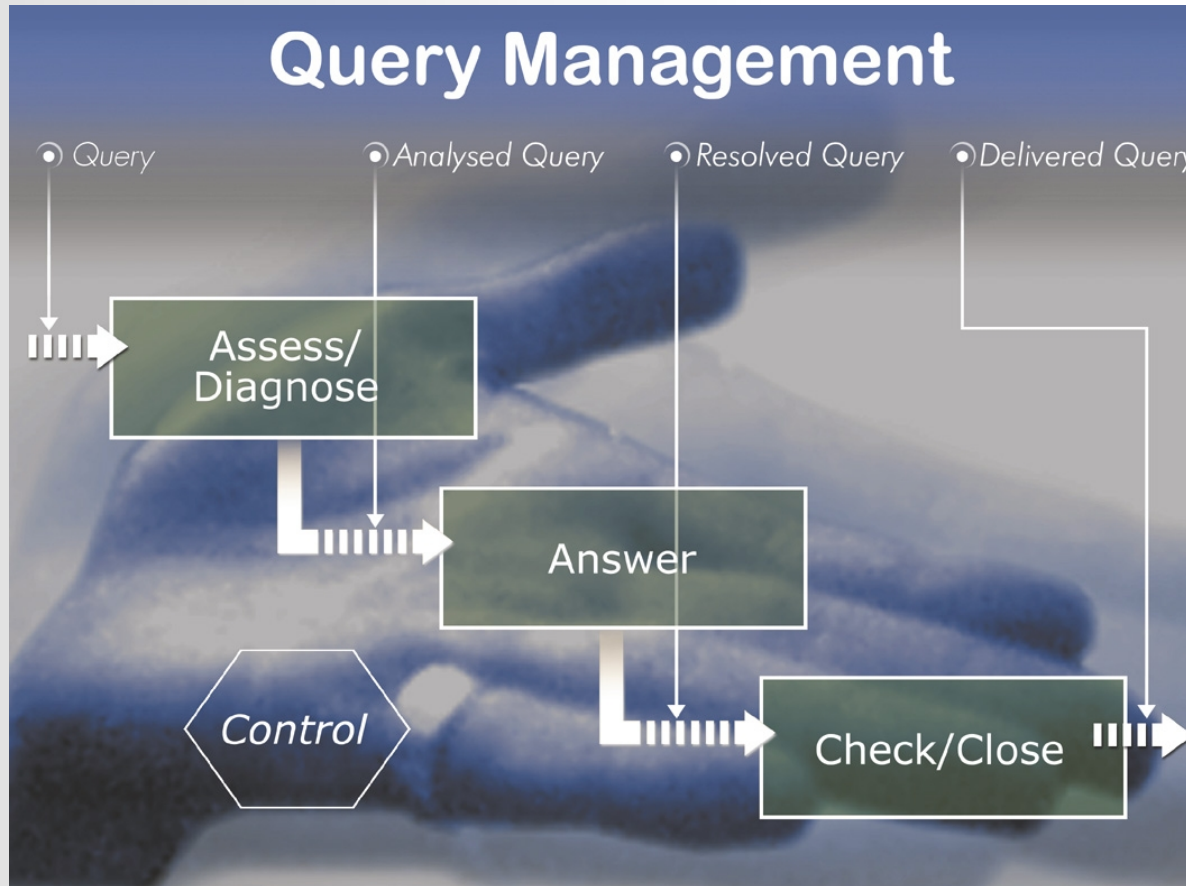 Query Management
Query
Analysed Query
Resolved Query
Delivered Query
Assess/
Diagnose
Answer
Control
Check/Close